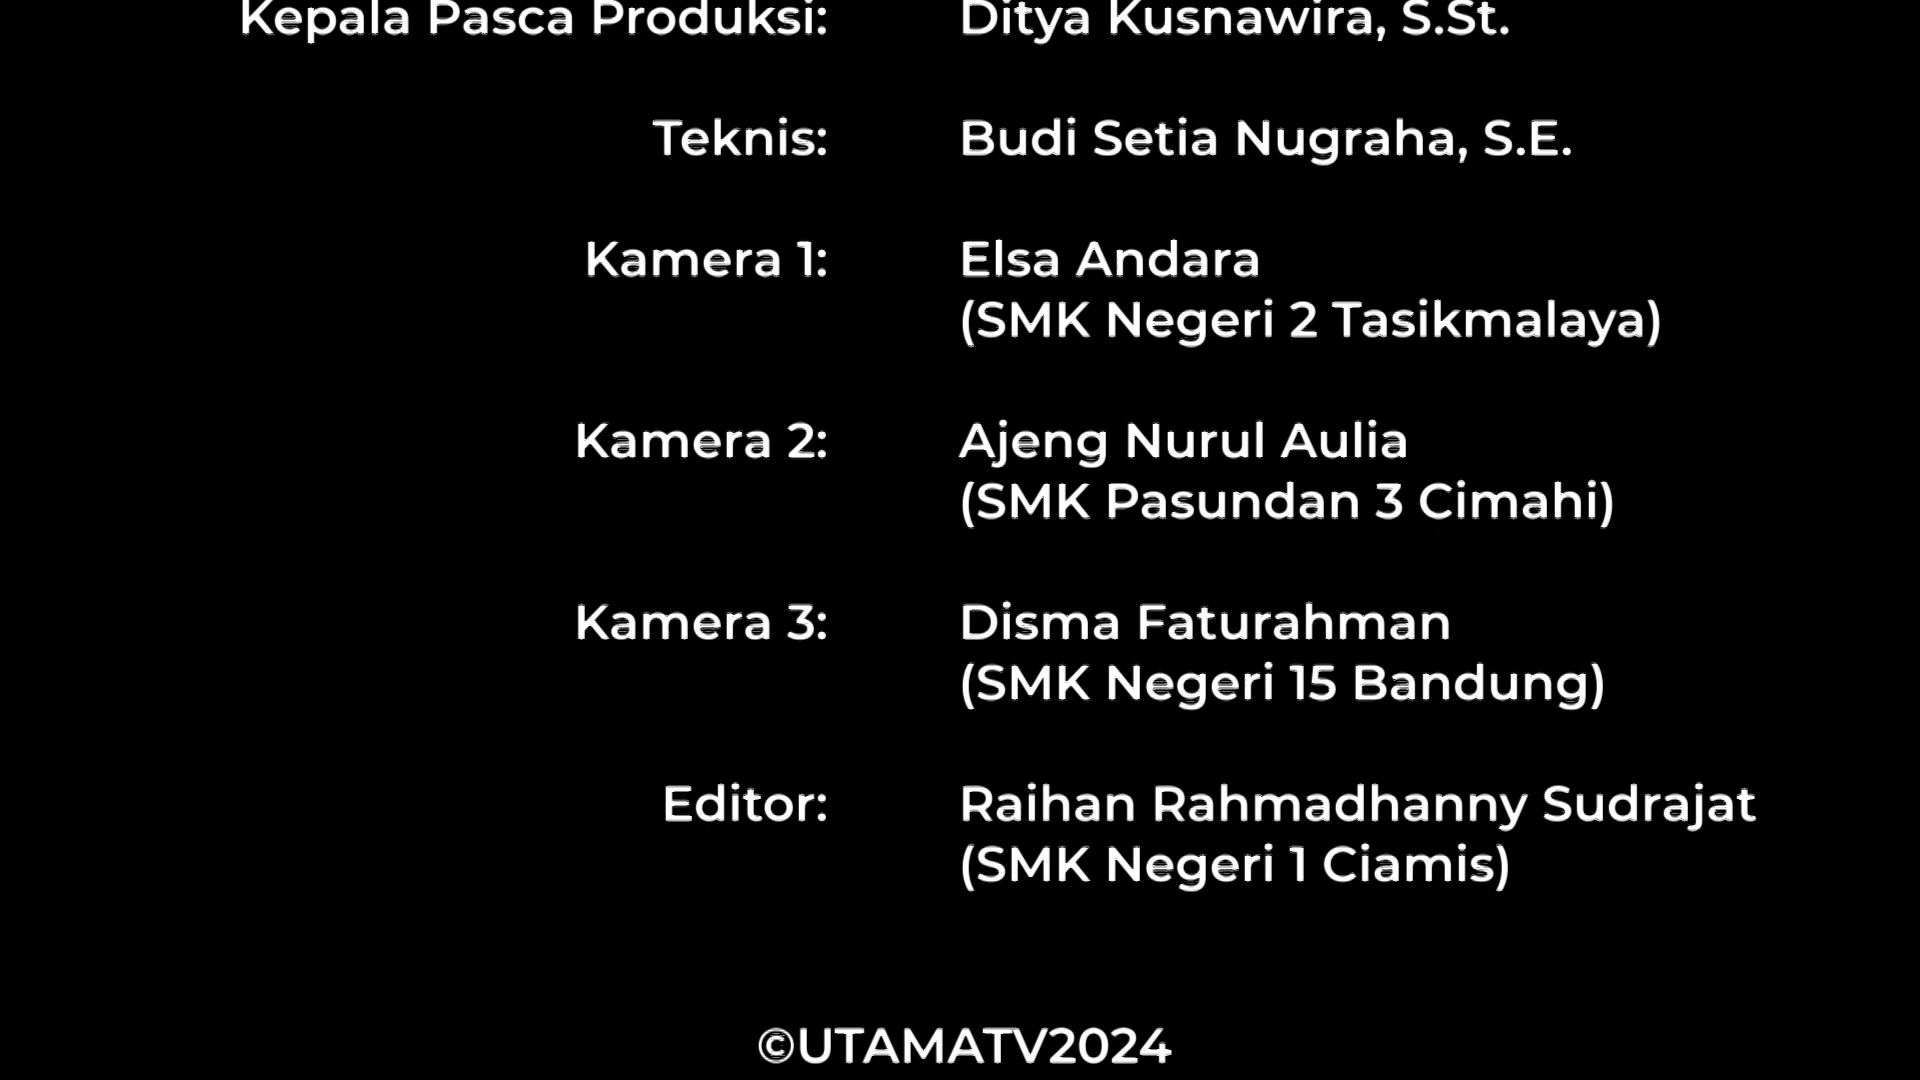 Kepala Pasca Produksi: Ditya Kusnawira, S.St.
Teknis: Budi Setia Nugraha, S.E.
Kamera 1: Elsa Andara
(SMK Negeri 2 Tasikmalaya)
Kamera 2: Ajeng Nurul Aulia
(SMK Pasundan 3 Cimahi)
Kamera 3: Disma Faturahman
(SMK Negeri 15 Bandung)
Editor: Raihan Rahmadhanny Sudrajat
(SMK Negeri 1 Ciamis)
©UTAMATV2024